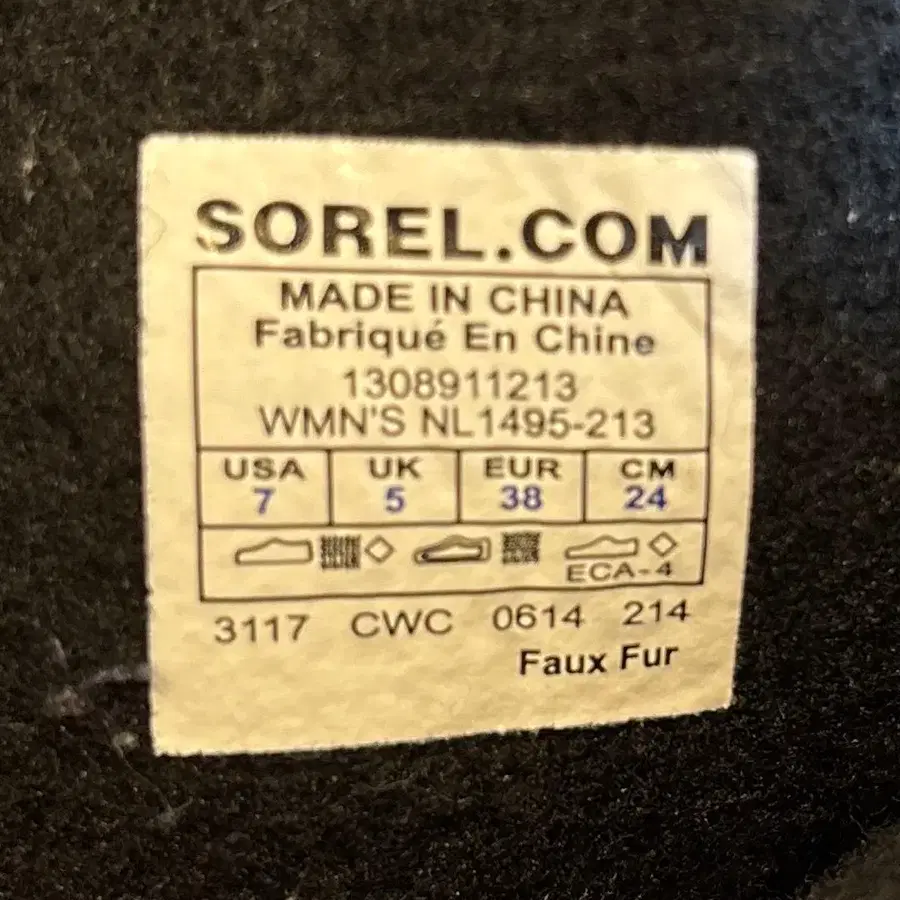 SOREL.COM
MADE IN CHINA
Fabriqué En Chine
1308911213
WMN'S NL1495-213
USA UK EUR CM
7 5 38 24
ECA-4
3117 CWC 0614 214
Faux Fur